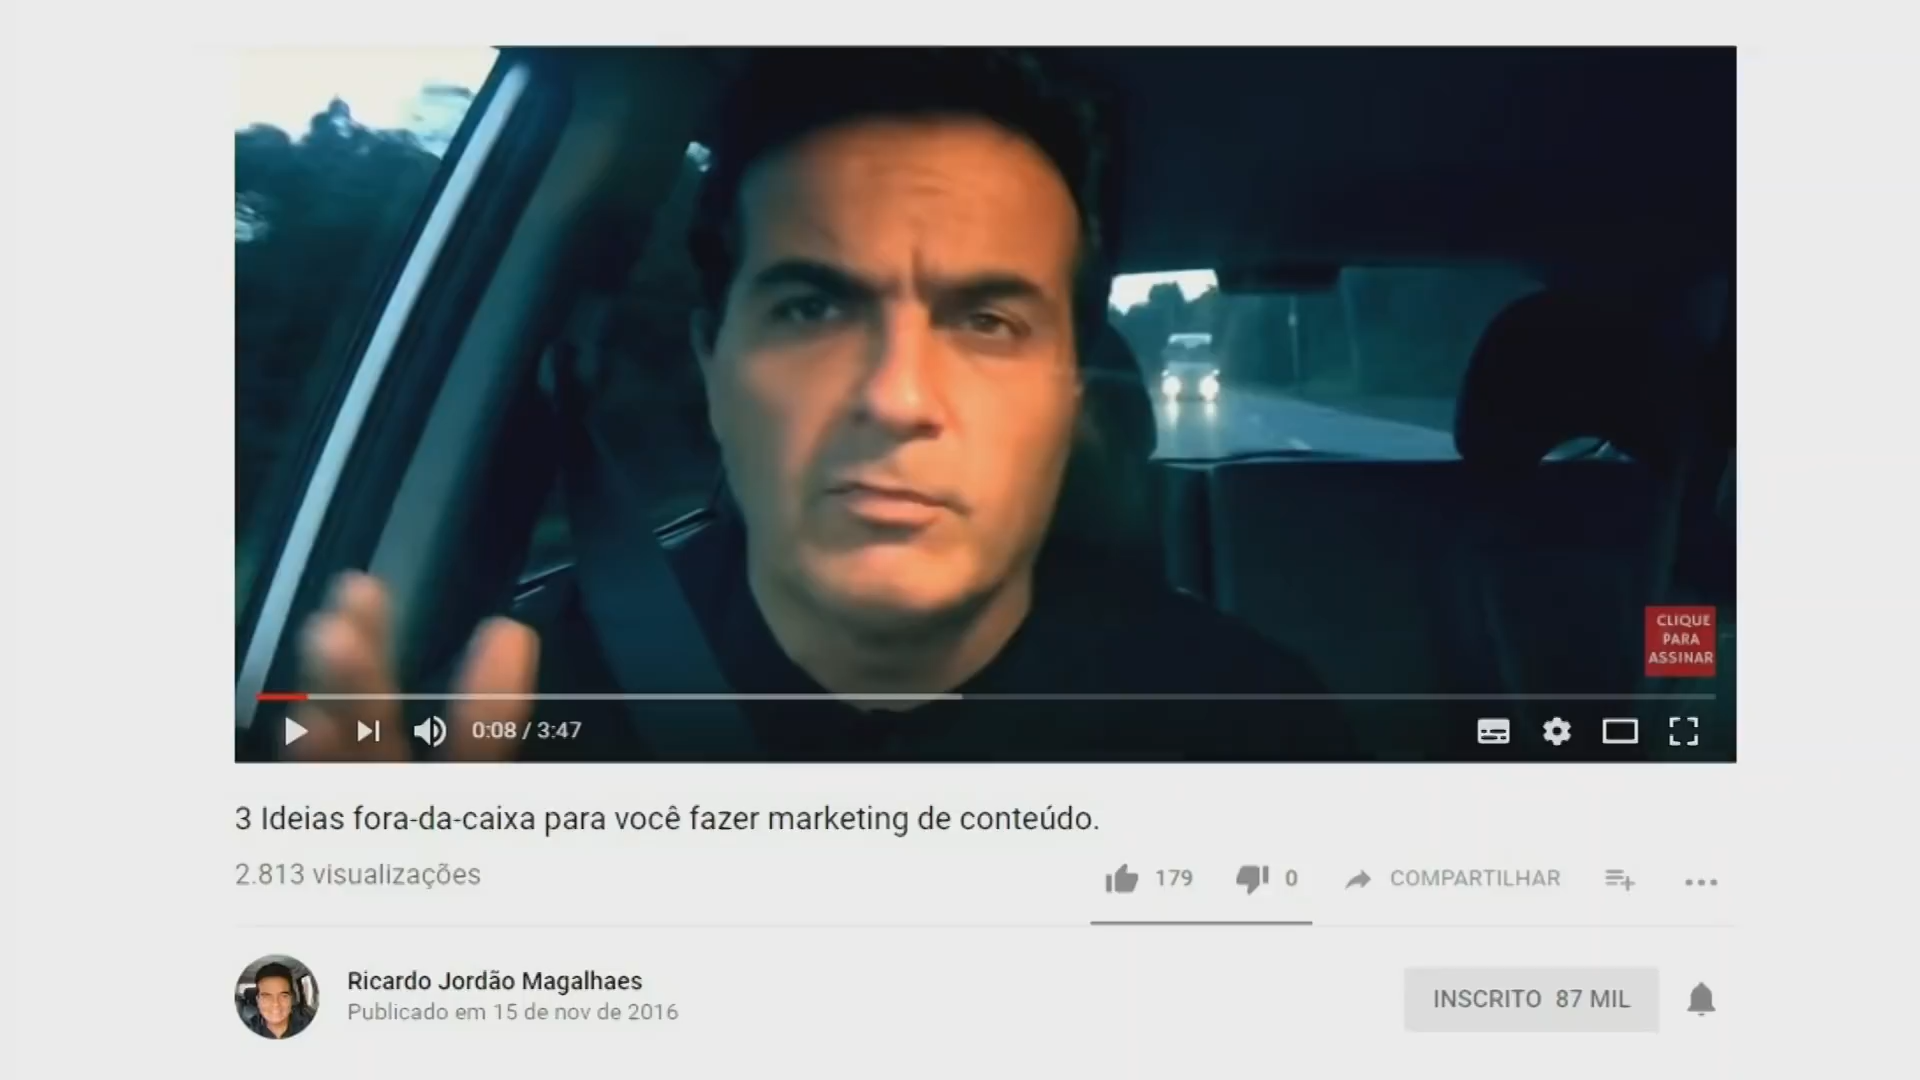 CLIQUE
PARA
ASSINAR
0:08 / 3:47
3 Ideias fora-da-caixa para você fazer marketing de conteúdo.
2.813 visualizações
179
0
COMPARTILHAR
Ricardo Jordão Magalhaes
Publicado em 15 de nov de 2016
INSCRITO 87 MIL